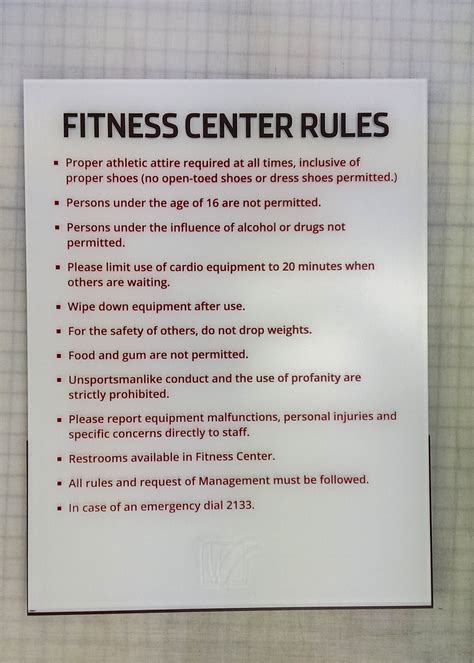 FITNESS CENTER RULES
▪ Proper athletic attire required at all times, inclusive of
proper shoes (no open-toed shoes or dress shoes permitted.)
▪ Persons under the age of 16 are not permitted.
▪ Persons under the influence of alcohol or drugs not
permitted.
▪ Please limit use of cardio equipment to 20 minutes when
others are waiting.
▪ Wipe down equipment after use.
▪ For the safety of others, do not drop weights.
▪ Food and gum are not permitted.
▪ Unsportsmanlike conduct and the use of profanity are
strictly prohibited.
▪ Please report equipment malfunctions, personal injuries and
specific concerns directly to staff.
▪ Restrooms available in Fitness Center.
▪ All rules and request of Management must be followed.
▪ In case of an emergency dial 2133.